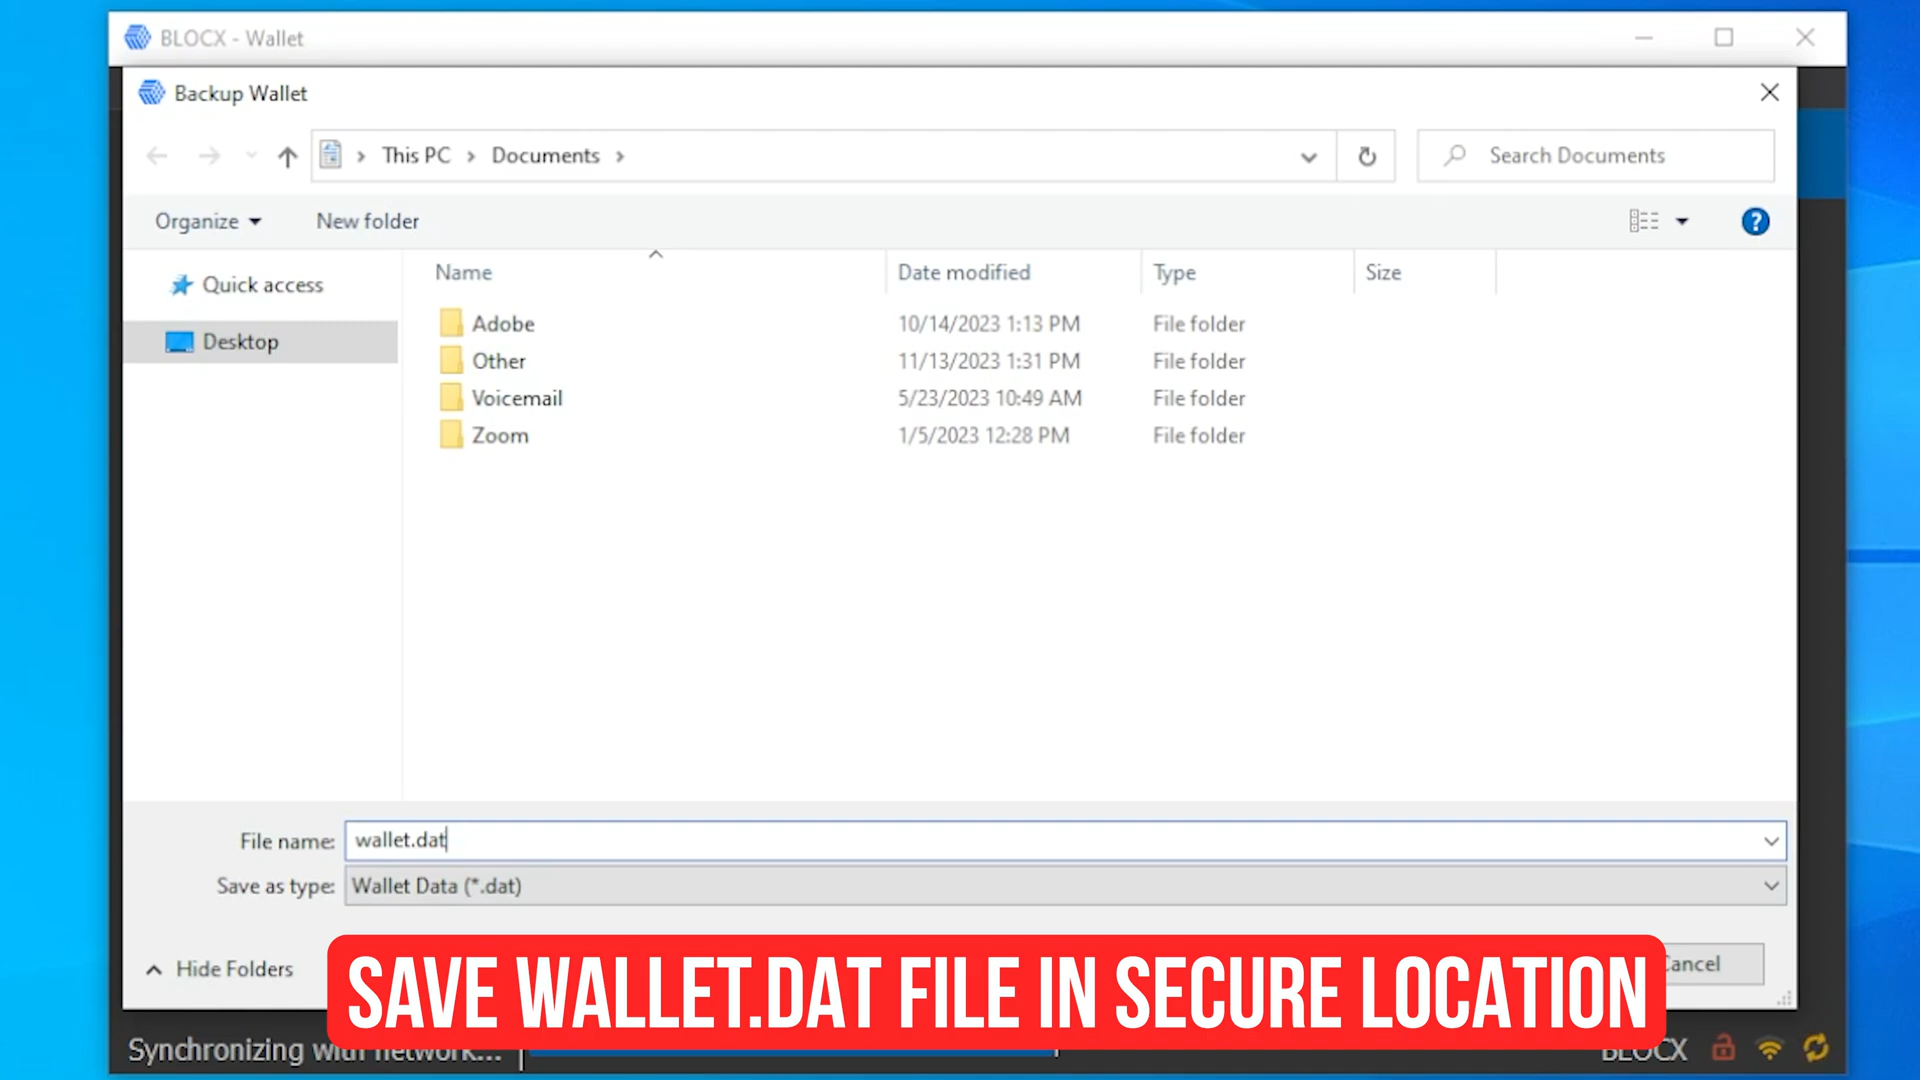 BLOCX - Wallet
Backup Wallet
This PC > Documents >
Search Documents
Organize
New folder
?
Name
Date modified
Type
Size
Quick access
Desktop
Adobe 10/14/2023 1:13 PM File folder
Other 11/13/2023 1:31 PM File folder
Voicemail 5/23/2023 10:49 AM File folder
Zoom 1/5/2023 12:28 PM File folder
File name: wallet.dat
Save as type: Wallet Data (*.dat)
Hide Folders
Cancel
SAVE WALLET.DAT FILE IN SECURE LOCATION
Synchronizing with network...
BLOCX